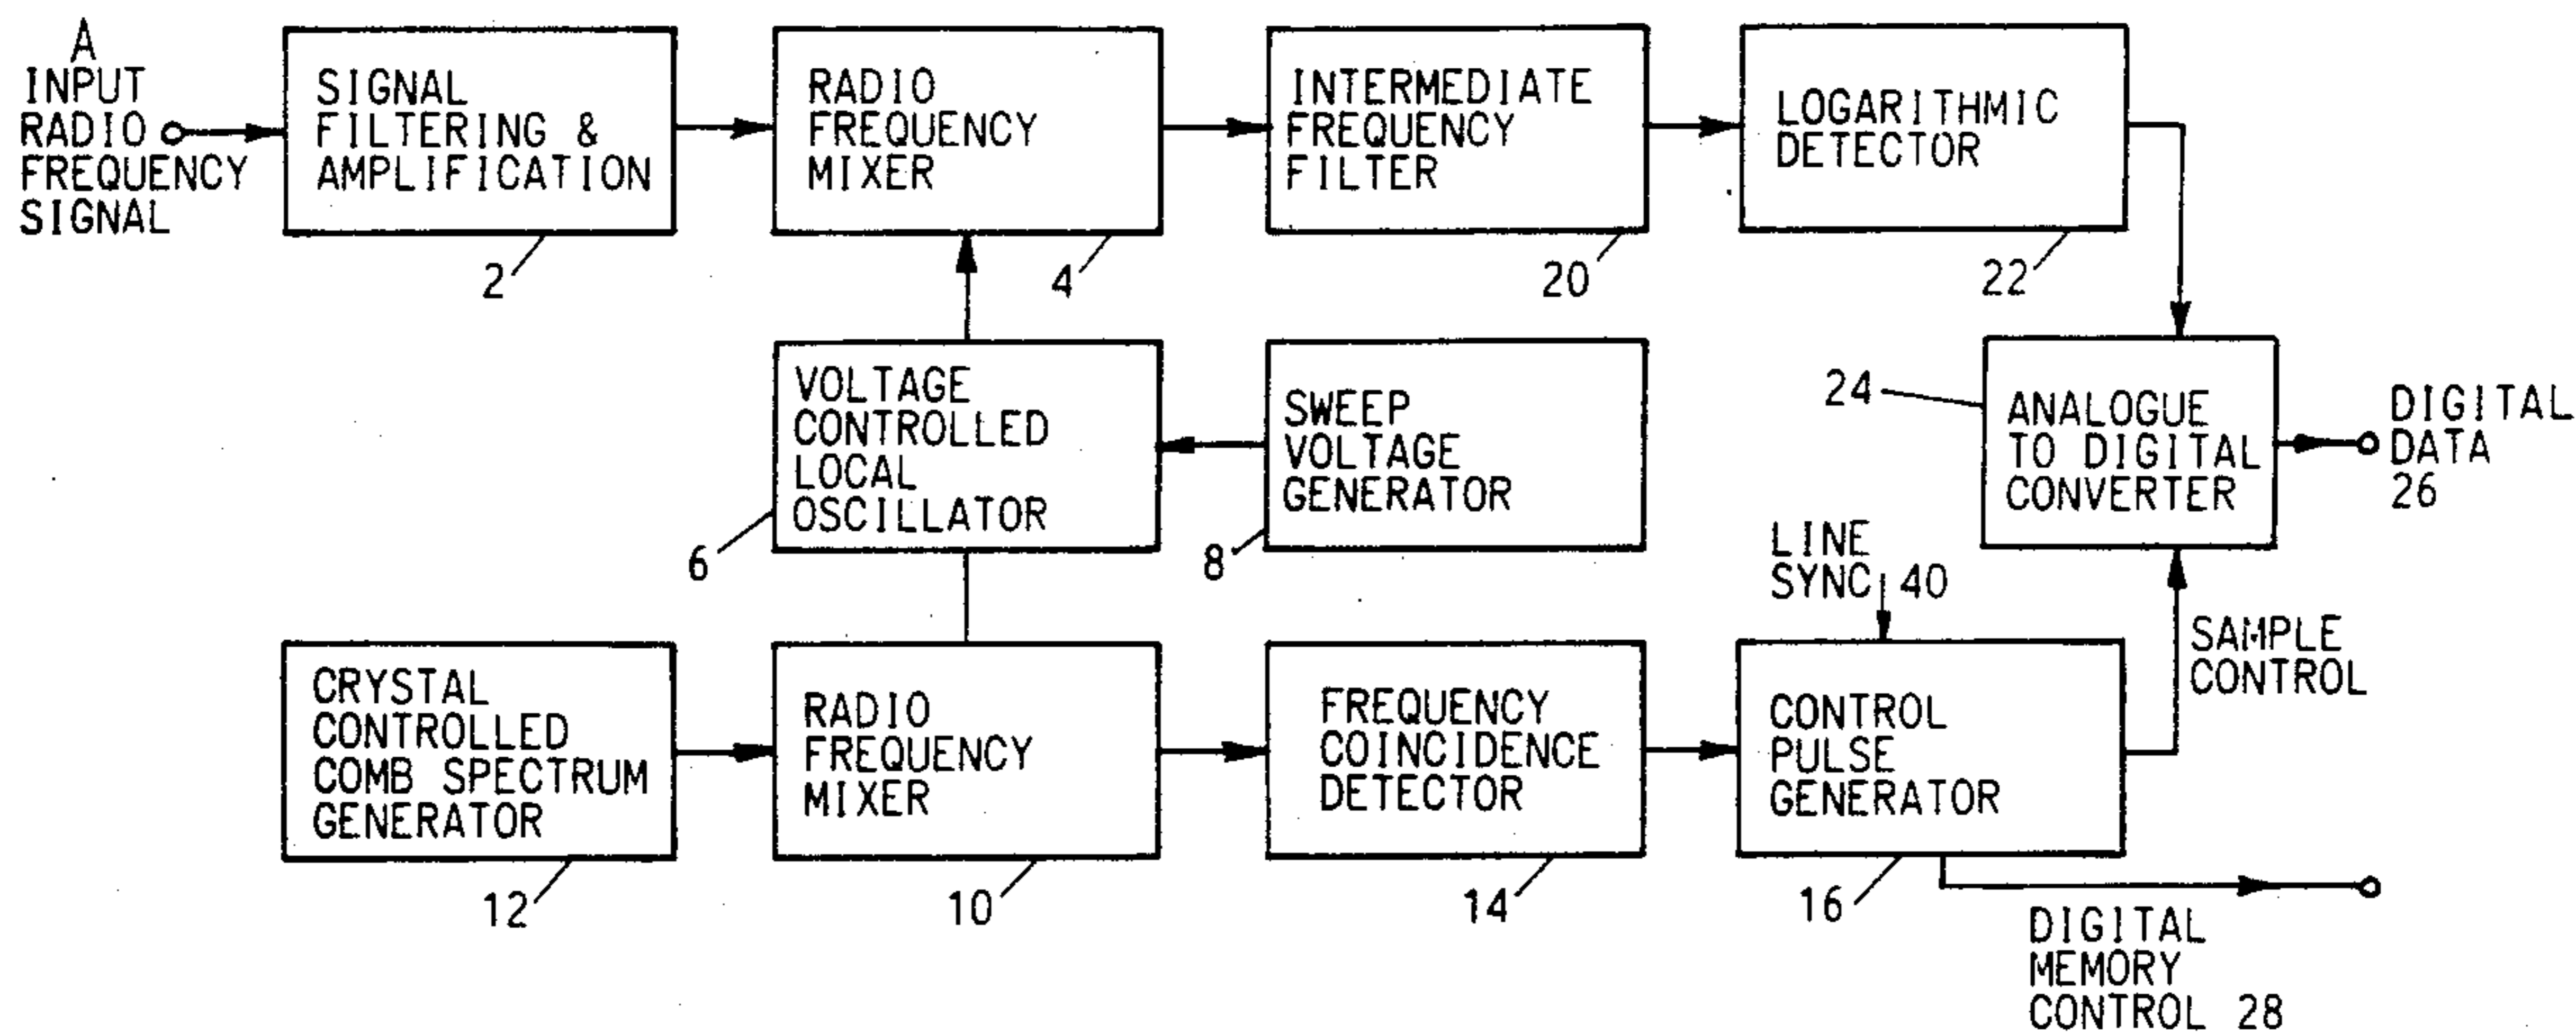 A
INPUT
RADIO
FREQUENCY
SIGNAL
SIGNAL
FILTERING &
AMPLIFICATION
2
RADIO
FREQUENCY
MIXER
4
INTERMEDIATE
FREQUENCY
FILTER
20
LOGARITHMIC
DETECTOR
22
VOLTAGE
CONTROLLED
LOCAL
OSCILLATOR
6
SWEEP
VOLTAGE
GENERATOR
8
24
ANALOGUE
TO DIGITAL
CONVERTER
DIGITAL
DATA
26
LINE
SYNC 40
SAMPLE
CONTROL
CRYSTAL
CONTROLLED
COMB SPECTRUM
GENERATOR
12
RADIO
FREQUENCY
MIXER
10
FREQUENCY
COINCIDENCE
DETECTOR
14
CONTROL
PULSE
GENERATOR
16
DIGITAL
MEMORY
CONTROL 28